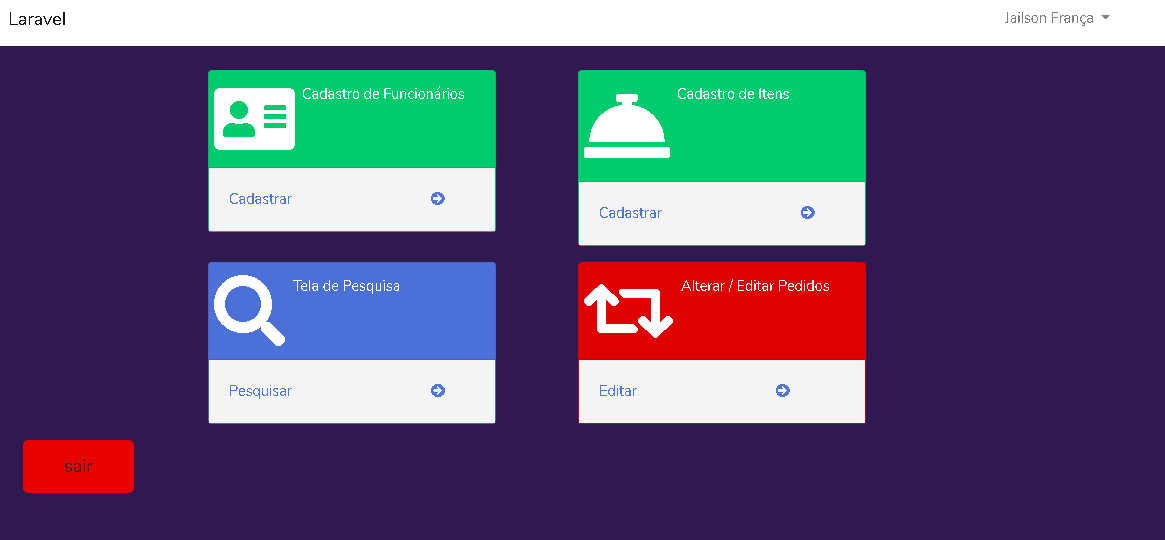 Laravel
Jailson França
Cadastro de Funcionários
Cadastro de Itens
Cadastrar
Cadastrar
Tela de Pesquisa
Alterar / Editar Pedidos
Pesquisar
Editar
sair